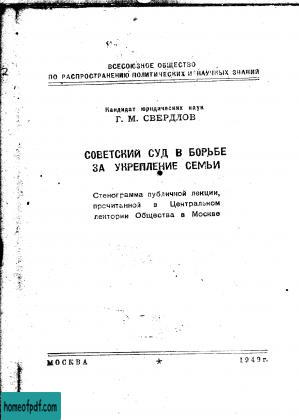 ВСЕСОЮЗНОЕ ОБЩЕСТВО
ПО РАСПРОСТРАНЕНИЮ ПОЛИТИЧЕСКИХ И НАУЧНЫХ ЗНАНИЙ
Кандидат юридических наук
Г. М. СВЕРДЛОВ
СОВЕТСКИЙ СУД В БОРЬБЕ
ЗА УКРЕПЛЕНИЕ СЕМЬИ
Стенограмма публичной лекции,
прочитанной в Центральном
лектории Общества в Москве
МОСКВА * 1949г.
homeofpdf.com